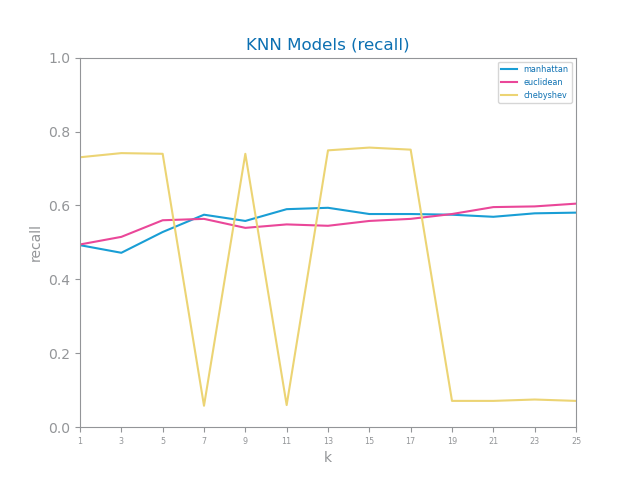 KNN Models (recall)
1.0
0.8
0.6
0.4
0.2
0.0
recall
manhattan
euclidean
chebyshev
1 3 5 7 9 11 13 15 17 19 21 23 25
k